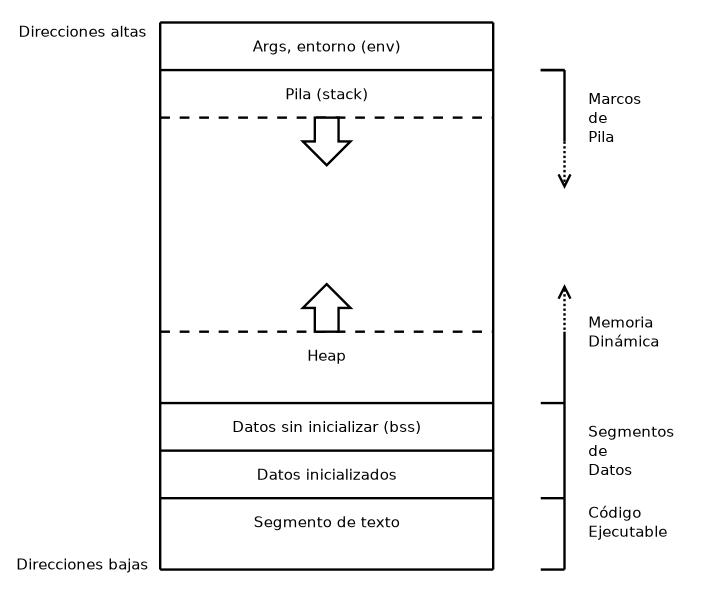 Direcciones altas
Args, entorno (env)
Pila (stack)
Marcos
de
Pila
Memoria
Dinámica
Heap
Datos sin inicializar (bss)
Segmentos
de
Datos
Datos inicializados
Segmento de texto
Código
Ejecutable
Direcciones bajas